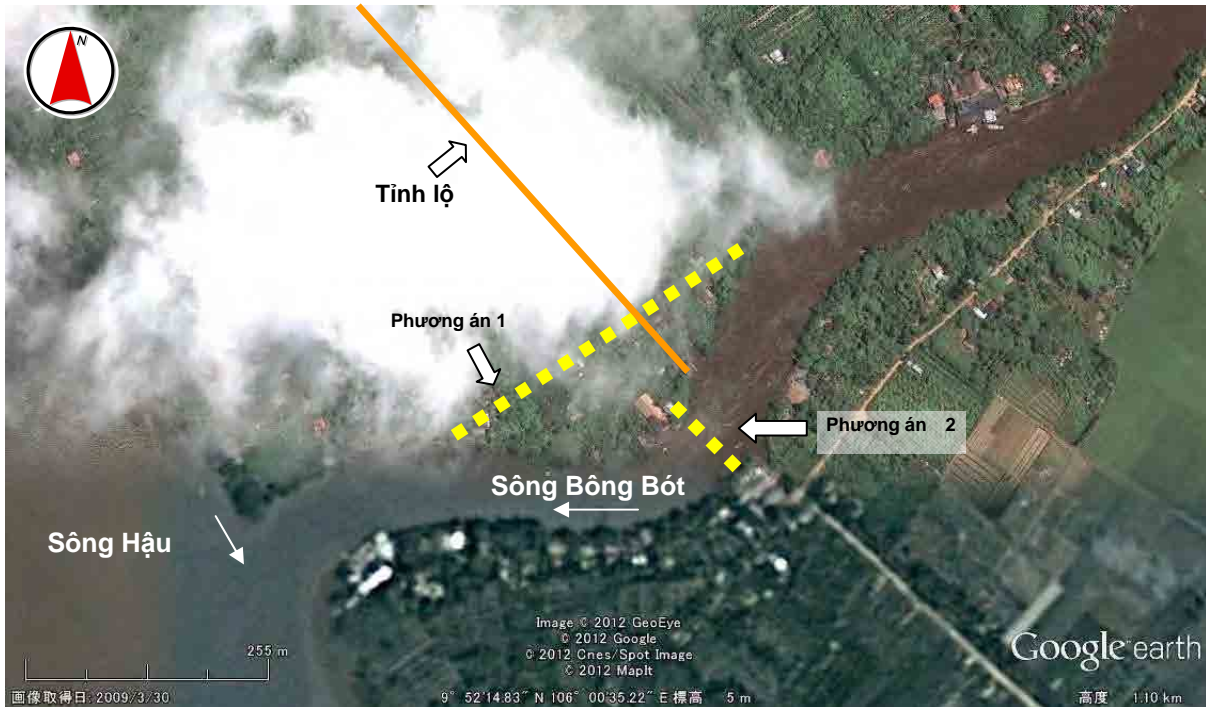 N
Tỉnh lộ
Phương án 1
Phương án 2
Sông Bông Bót
Sông Hậu
Image © 2012 GeoEye
© 2012 Google
© 2012 Cnes/Spot Image
© 2012 MapIt
Google earth
255 m
画像取得日: 2009/3/30
9° 52'14.83" N 106° 00'35.22" E 標高 5 m
高度 1.10 km